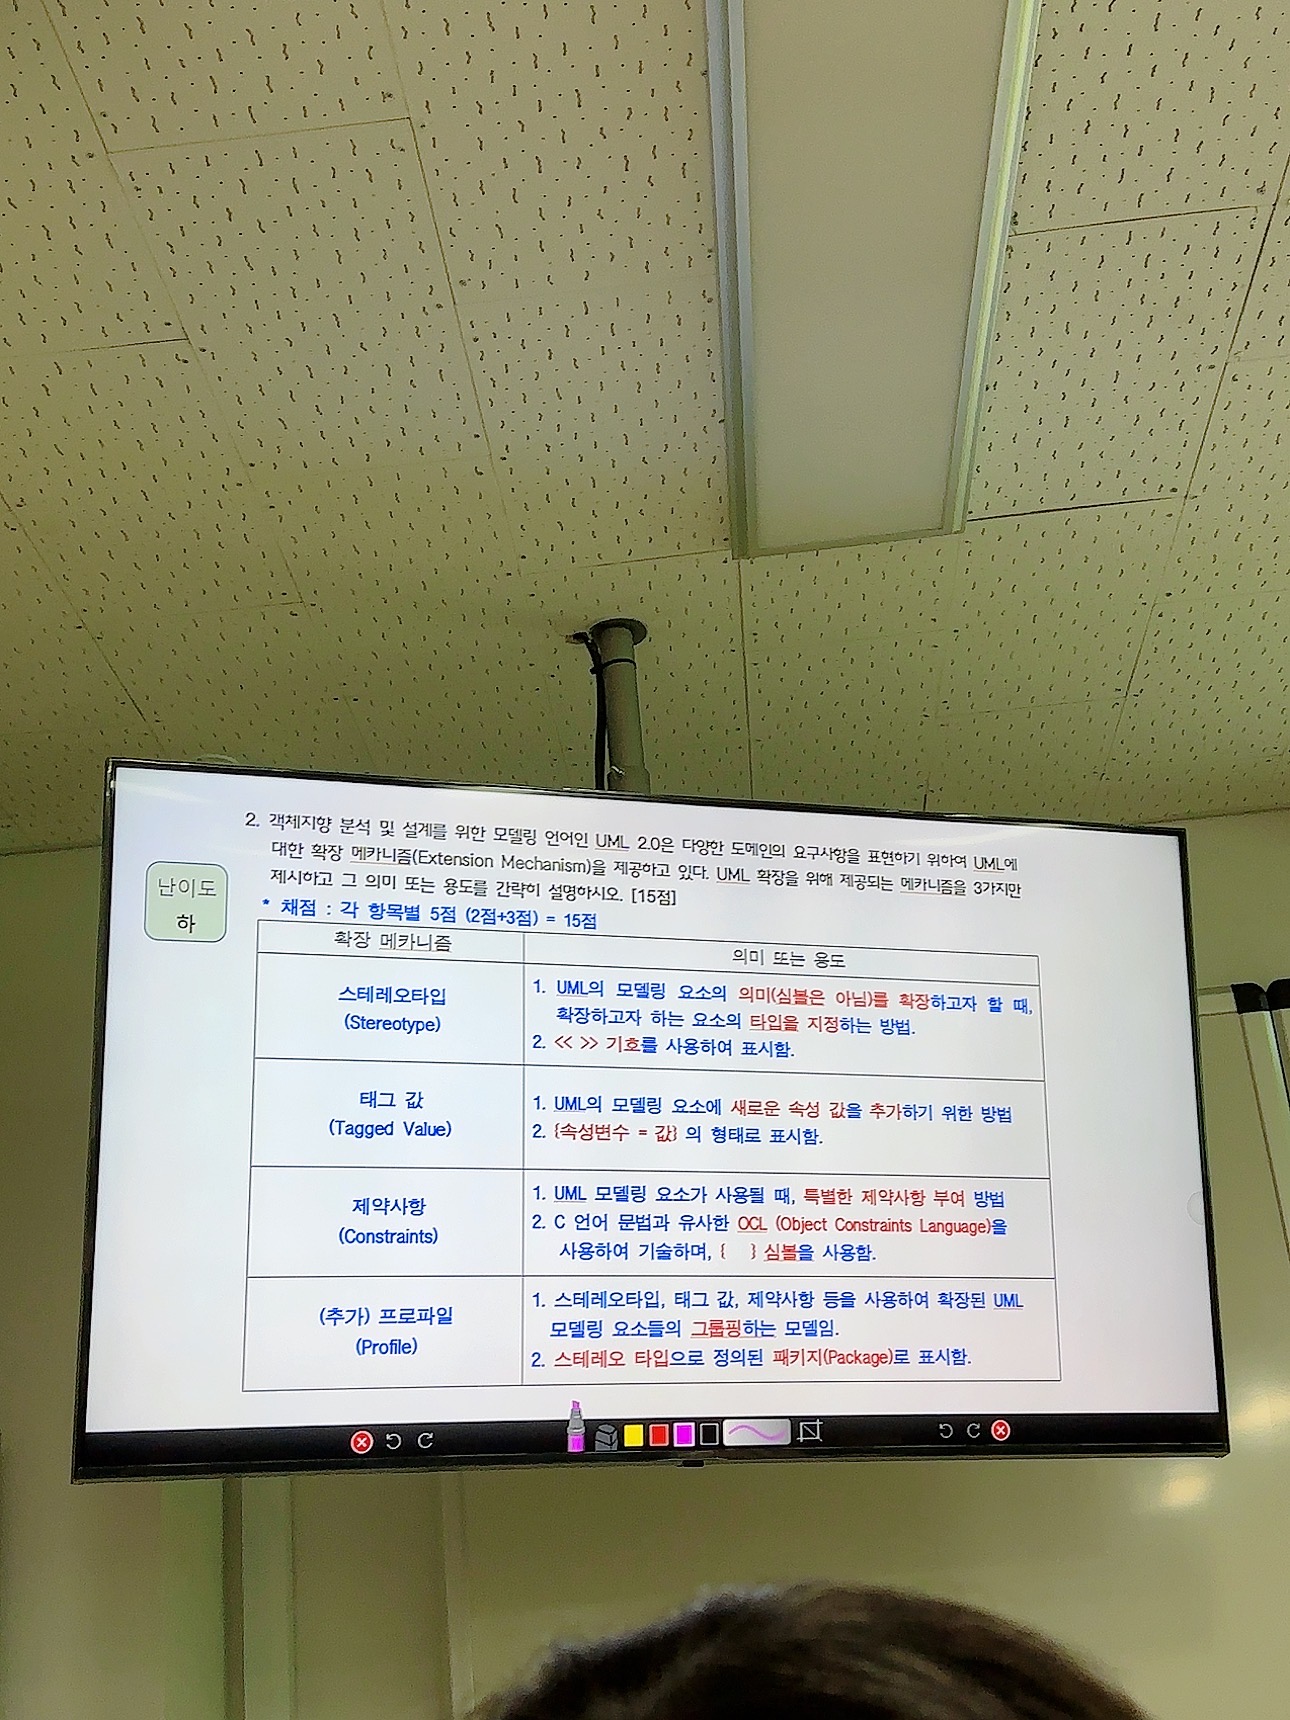 2. 객체지향 분석 및 설계를 위한 모델링 언어인 UML 2.0은 다양한 도메인의 요구사항을 표현하기 위하여 UML에
대한 확장 메카니즘(Extension Mechanism)을 제공하고 있다. UML 확장을 위해 제공되는 메카니즘을 3가지만
제시하고 그 의미 또는 용도를 간략히 설명하시오. [15점]
난이도
하
* 채점 : 각 항목별 5점 (2점+3점) = 15점
확장 메카니즘
의미 또는 용도
스테레오타입
(Stereotype)
1. UML의 모델링 요소의 의미(심볼은 아님)를 확장하고자 할 때,
확장하고자 하는 요소의 타입을 지정하는 방법.
2. << >> 기호를 사용하여 표시함.
태그 값
(Tagged Value)
1. UML의 모델링 요소에 새로운 속성 값을 추가하기 위한 방법
2. {속성변수 = 값} 의 형태로 표시함.
제약사항
(Constraints)
1. UML 모델링 요소가 사용될 때, 특별한 제약사항 부여 방법
2. C 언어 문법과 유사한 OCL (Object Constraints Language)을
사용하여 기술하며, { } 심볼을 사용함.
(추가) 프로파일
(Profile)
1. 스테레오타입, 태그 값, 제약사항 등을 사용하여 확장된 UML
모델링 요소들의 그룹핑하는 모델임.
2. 스테레오 타입으로 정의된 패키지(Package)로 표시함.